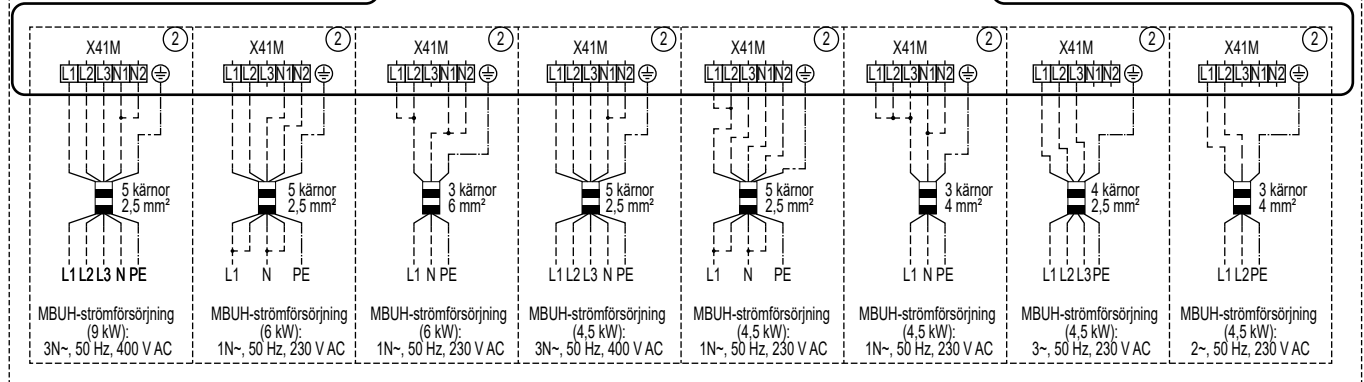 X41M 2
L1 L2 L3 N1 N2
5 kärnor
2,5 mm²
L1 L2 L3 N PE
MBUH-strömförsörjning
(9 kW):
3N~, 50 Hz, 400 V AC
X41M 2
L1 L2 L3 N1 N2
5 kärnor
2,5 mm²
L1 N PE
MBUH-strömförsörjning
(6 kW):
1N~, 50 Hz, 230 V AC
X41M 2
L1 L2 L3 N1 N2
3 kärnor
6 mm²
L1 N PE
MBUH-strömförsörjning
(6 kW):
1N~, 50 Hz, 230 V AC
X41M 2
L1 L2 L3 N1 N2
5 kärnor
2,5 mm²
L1 L2 L3 N PE
MBUH-strömförsörjning
(4,5 kW):
3N~, 50 Hz, 400 V AC
X41M 2
L1 L2 L3 N1 N2
5 kärnor
2,5 mm²
L1 N PE
MBUH-strömförsörjning
(4,5 kW):
1N~, 50 Hz, 230 V AC
X41M 2
L1 L2 L3 N1 N2
3 kärnor
4 mm²
L1 N PE
MBUH-strömförsörjning
(4,5 kW):
1N~, 50 Hz, 230 V AC
X41M 2
L1 L2 L3 N1 N2
4 kärnor
2,5 mm²
L1 L2 L3 PE
MBUH-strömförsörjning
(4,5 kW):
3~, 50 Hz, 230 V AC
X41M 2
L1 L2 L3 N1 N2
3 kärnor
4 mm²
L1 L2 PE
MBUH-strömförsörjning
(4,5 kW):
2~, 50 Hz, 230 V AC